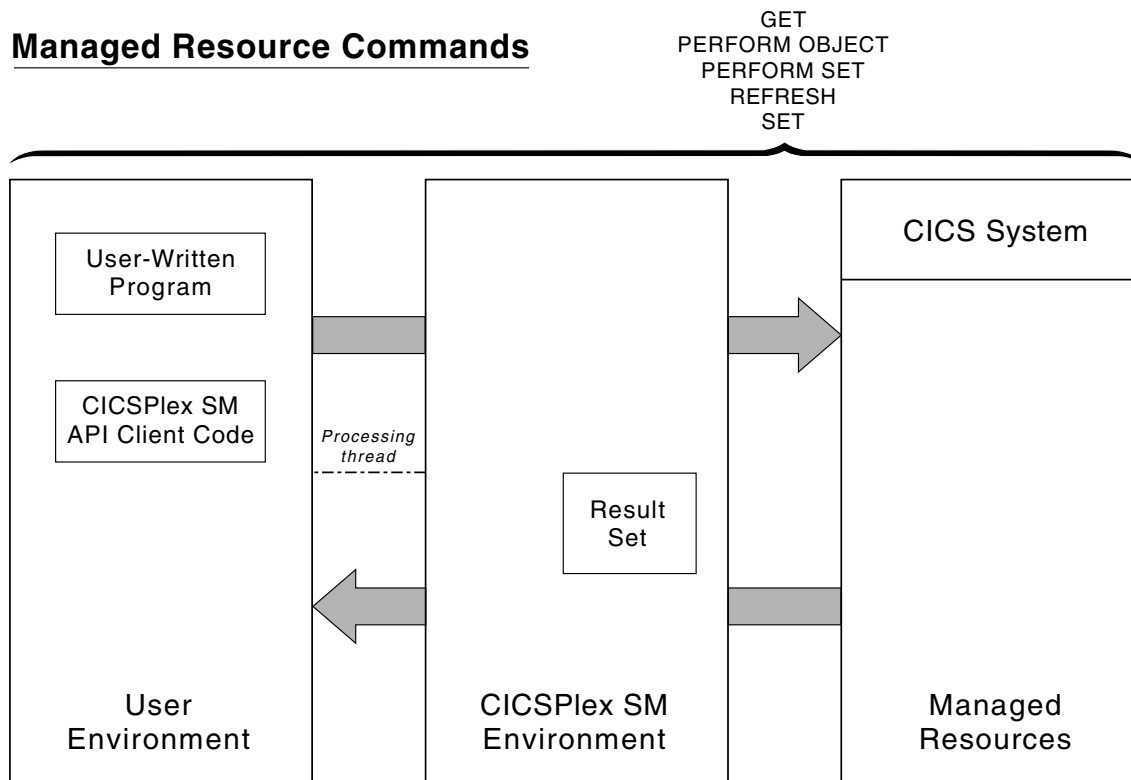 Managed Resource Commands
GET
PERFORM OBJECT
PERFORM SET
REFRESH
SET
User-Written
Program
CICSPlex SM
API Client Code
Processing
thread
Result
Set
CICS System
User
Environment
CICSPlex SM
Environment
Managed
Resources